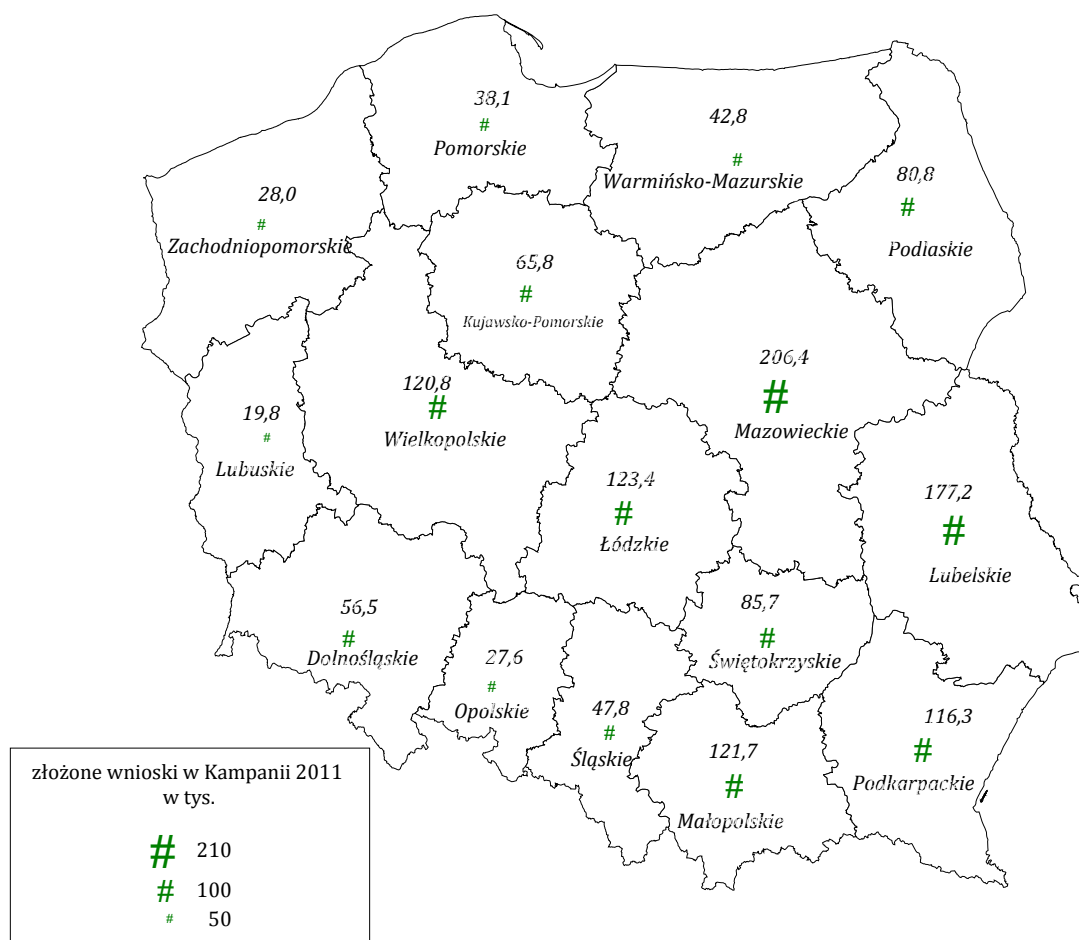 38,1
#
Pomorskie
42,8
#
Warmińsko-Mazurskie
80,8
#
Podlaskie
28,0
#
Zachodniopomorskie
65,8
#
Kujawsko-Pomorskie
206,4
#
Mazowieckie
120,8
#
Wielkopolskie
19,8
#
Lubuskie
123,4
#
Łódzkie
177,2
#
Lubelskie
56,5
#
Dolnośląskie
85,7
#
Świętokrzyskie
27,6
#
Opolskie
47,8
#
Śląskie
121,7
#
Małopolskie
116,3
#
Podkarpackie
złożone wnioski w Kampanii 2011
w tys.
# 210
# 100
# 50